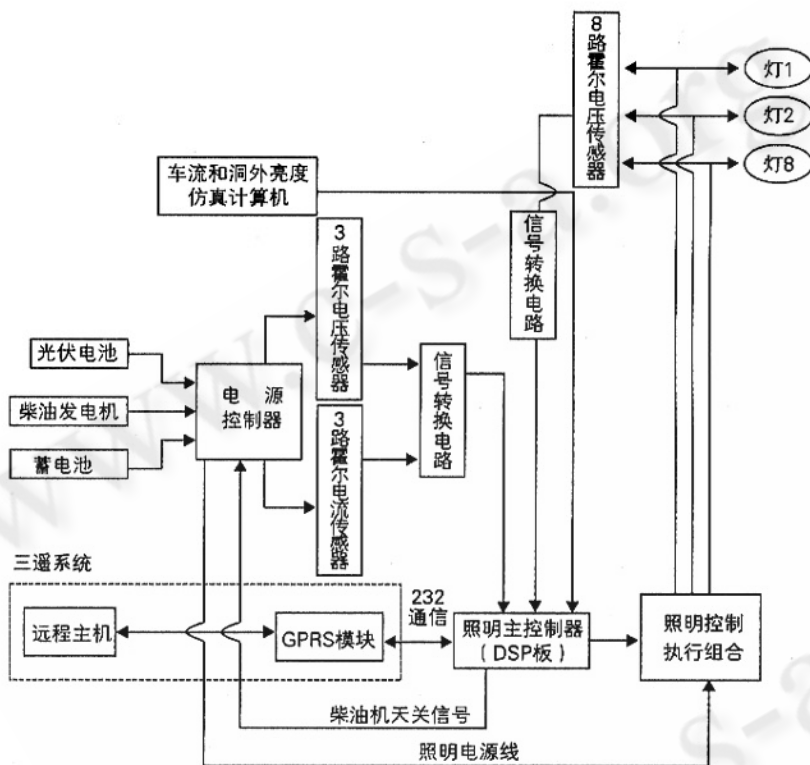 8路霍尔电压传感器
灯1
灯2
灯8
车流和洞外亮度
仿真计算机
信号转换电路
3路霍尔电压传感器
光伏电池
柴油发电机
蓄电池
电 源
控制器
信号转换电路
3路霍尔电流传感器
三遥系统
远程主机
GPRS模块
232
通信
照明主控制器
(DSP板)
照明控制
执行组合
柴油机天关信号
照明电源线
www.c-s-a.org